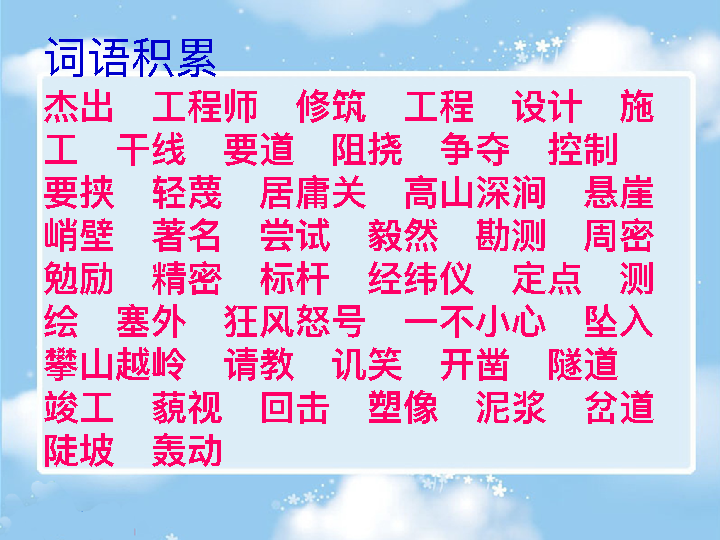 词语积累
杰出　工程师　修筑　工程　设计　施
工　干线　要道　阻挠　争夺　控制
要挟　轻蔑　居庸关　高山深涧　悬崖
峭壁　著名　尝试　毅然　勘测　周密
勉励　精密　标杆　经纬仪　定点　测
绘　塞外　狂风怒号　一不小心　坠入
攀山越岭　请教　讥笑　开凿　隧道
竣工　藐视　回击　塑像　泥浆　岔道
陡坡　轰动